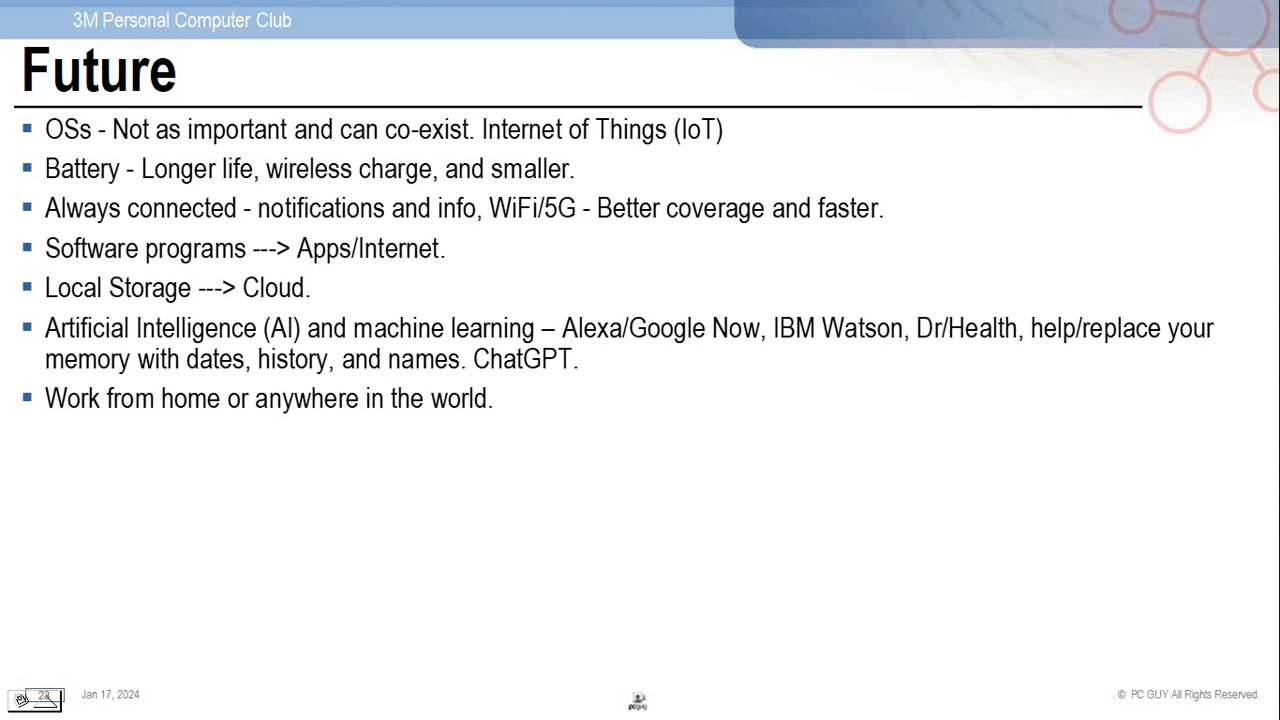 3M Personal Computer Club
Future
OSs - Not as important and can co-exist. Internet of Things (IoT)
Battery - Longer life, wireless charge, and smaller.
Always connected - notifications and info, WiFi/5G - Better coverage and faster.
Software programs ---> Apps/Internet.
Local Storage ---> Cloud.
Artificial Intelligence (AI) and machine learning – Alexa/Google Now, IBM Watson, Dr/Health, help/replace your
memory with dates, history, and names. ChatGPT.
Work from home or anywhere in the world.
23
Jan 17, 2024
. © PC GUY All Rights Reserved.